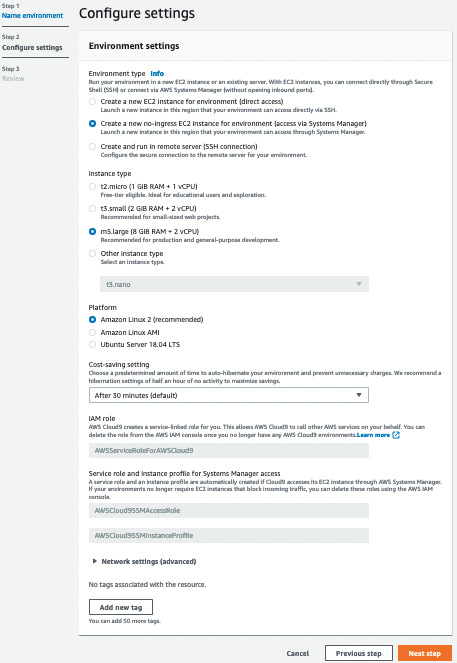 Step 1
Name environment
Step 2
Configure settings
Step 3
Review
Configure settings
Environment settings
Environment type Info
Run your environment in a new EC2 instance or an existing server. With EC2 instances, you can connect directly through Secure
Shell (SSH) or connect via AWS Systems Manager (without opening inbound ports).
Create a new EC2 instance for environment (direct access)
Launch a new instance in this region that your environment can access directly via SSH.
Create a new no-ingress EC2 instance for environment (access via Systems Manager)
Launch a new instance in this region that your environment can access through Systems Manager.
Create and run in remote server (SSH connection)
Configure the secure connection to the remote server for your environment.
Instance type
t2.micro (1 GiB RAM + 1 vCPU)
Free-tier eligible. Ideal for educational users and exploration.
t3.small (2 GiB RAM + 2 vCPU)
Recommended for small-sized web projects.
m5.large (8 GiB RAM + 2 vCPU)
Recommended for production and general-purpose development.
Other instance type
Select an instance type.
t3.nano
Platform
Amazon Linux 2 (recommended)
Amazon Linux AMI
Ubuntu Server 18.04 LTS
Cost-saving setting
Choose a predetermined amount of time to auto-hibernate your environment and prevent unnecessary charges. We recommend a
hibernation settings of half an hour of no activity to maximize savings.
After 30 minutes (default)
IAM role
AWS Cloud9 creates a service-linked role for you. This allows AWS Cloud9 to call other AWS services on your behalf. You can
delete the role from the AWS IAM console once you no longer have any AWS Cloud9 environments. Learn more
AWSServiceRoleForAWSCloud9
Service role and instance profile for Systems Manager access
A service role and an instance profile are automatically created if Cloud9 accesses its EC2 instance through AWS Systems Manager.
If your environments no longer require EC2 instances that block incoming traffic, you can delete these roles using the AWS IAM
console.
AWSCloud9SSMAccessRole
AWSCloud9SSMInstanceProfile
Network settings (advanced)
No tags associated with the resource.
Add new tag
You can add 50 more tags.
Cancel
Previous step
Next step